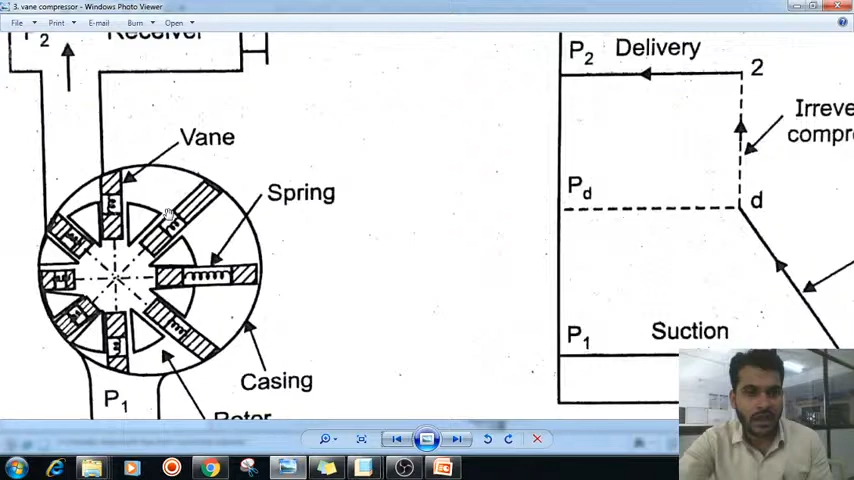 3. vane compressor - Windows Photo Viewer
File Print E-mail Burn Open
P2 Receiver
Vane
Spring
Casing
P1
Rotor
P2 Delivery 2
Irreve
compr
Pd d
P1 Suction